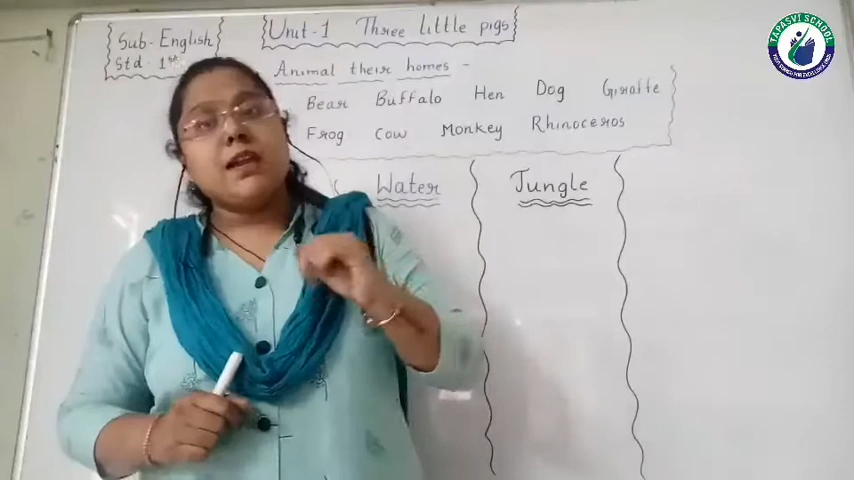 Sub - English
Std - 1st
Unit - 1 Three Little pigs
Animal their homes -
Bear Buffalo Hen Dog Giraffe
Frog Cow Monkey Rhinoceros
Water Jungle
TAPASVI SCHOOL